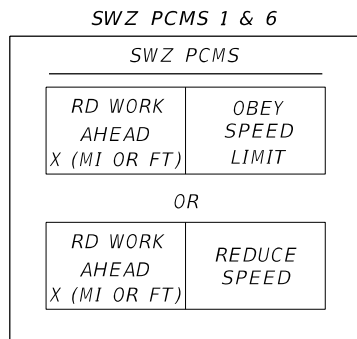 SWZ PCMS 1 & 6
SWZ PCMS
RD WORK
AHEAD
X (MI OR FT)
OBEY
SPEED
LIMIT
OR
RD WORK
AHEAD
X (MI OR FT)
REDUCE
SPEED